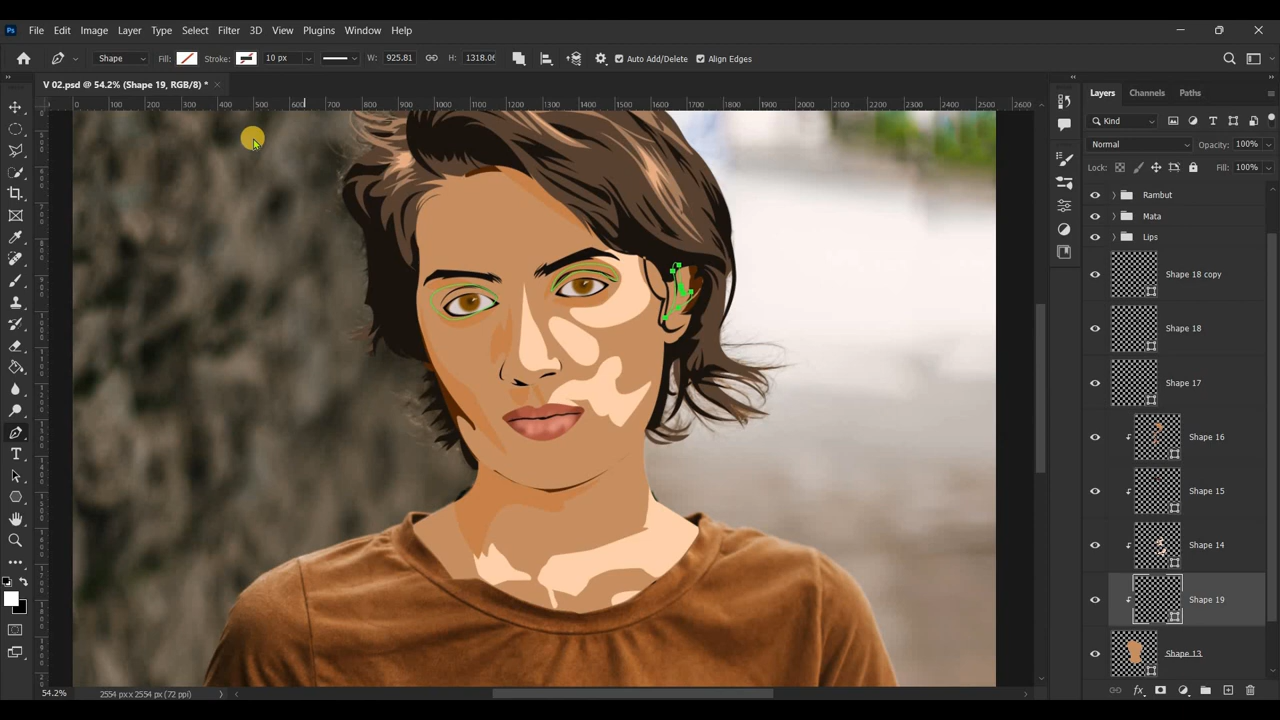 Ps File Edit Image Layer Type Select Filter 3D View Plugins Window Help
Shape Fill: Stroke: 10 px W: 925.81 H: 1318.06 Auto Add/Delete Align Edges
V 02.psd @ 54.2% (Shape 19, RGB/8) * ×
0 100 200 300 400 500 600 700 800 900 1000 1100 1200 1300 1400 1500 1600 1700 1800 1900 2000 2100 2200 2300 2400 2500 2600
Layers Channels Paths
Kind
Normal Opacity: 100%
Lock: Fill: 100%
Rambut
Mata
Lips
Shape 18 copy
Shape 18
Shape 17
Shape 16
Shape 15
Shape 14
Shape 19
Shape 13
fx
54.2% 2554 px x 2554 px (72 ppi)